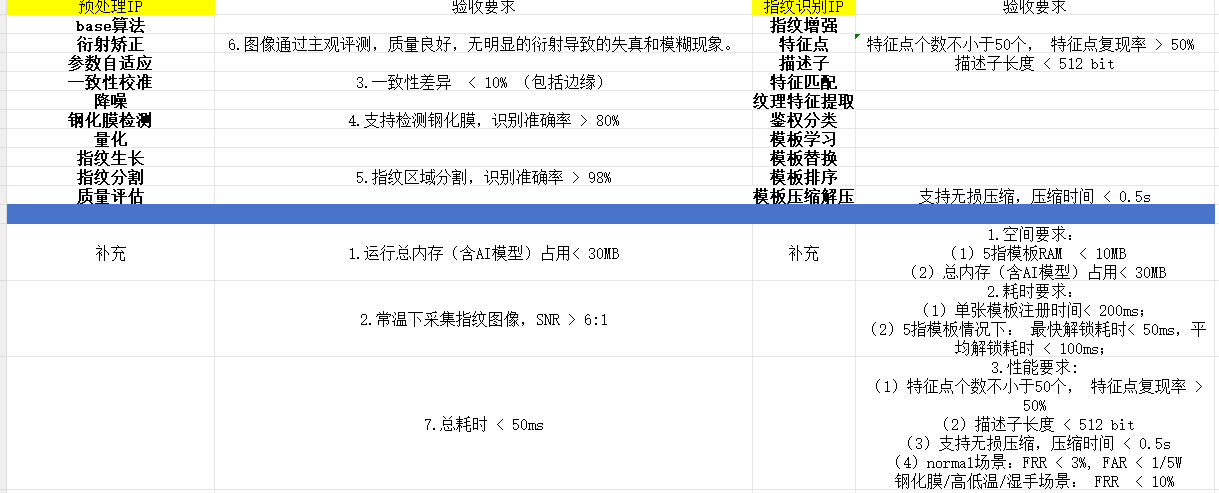 预处理IP 验收要求 指纹识别IP 验收要求
base算法 指纹增强
衍射矫正 6.图像通过主观评测，质量良好，无明显的衍射导致的失真和模糊现象。 特征点 特征点个数不小于50个， 特征点复现率 > 50%
参数自适应 描述子 描述子长度 < 512 bit
一致性校准 3.一致性差异 < 10% （包括边缘） 特征匹配
降噪 纹理特征提取
钢化膜检测 4.支持检测钢化膜，识别准确率 > 80% 鉴权分类
量化 模板学习
指纹生长 模板替换
指纹分割 5.指纹区域分割，识别准确率 > 98% 模板排序
质量评估 模板压缩解压 支持无损压缩，压缩时间 < 0.5s
补充 1.运行总内存（含AI模型）占用< 30MB 补充 1.空间要求：
（1）5指模板RAM < 10MB
（2）总内存（含AI模型）占用< 30MB
2.常温下采集指纹图像，SNR > 6:1 2.耗时要求：
（1）单张模板注册时间< 200ms；
（2）5指模板情况下： 最快解锁耗时< 50ms，平
均解锁耗时 < 100ms；
7.总耗时 < 50ms 3.性能要求：
（1）特征点个数不小于50个， 特征点复现率 >
50%
（2）描述子长度 < 512 bit
（3）支持无损压缩，压缩时间 < 0.5s
（4）normal场景：FRR < 3%, FAR < 1/5W
钢化膜/高低温/湿手场景： FRR < 10%